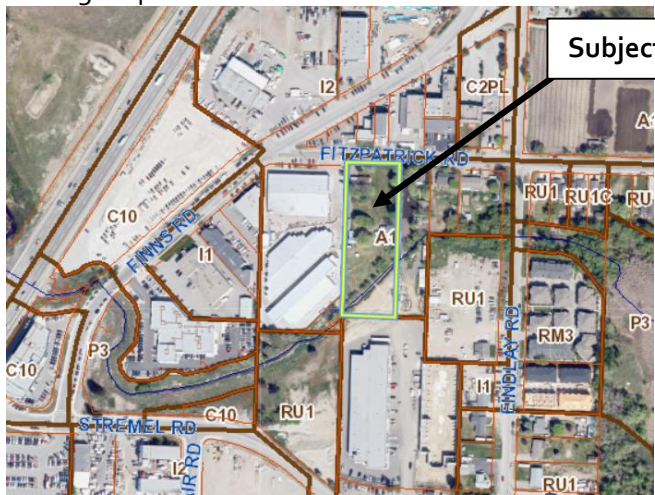 I2
Subject
C2PL
FITZPATRICK RD
RU1
RU1C
RU
C10
FINNS RD
I1
A1
RU1
FINDLAY RD
RM3
P3
P3
C10
I1
STREMEL RD
C10
RU1
I2
RU1